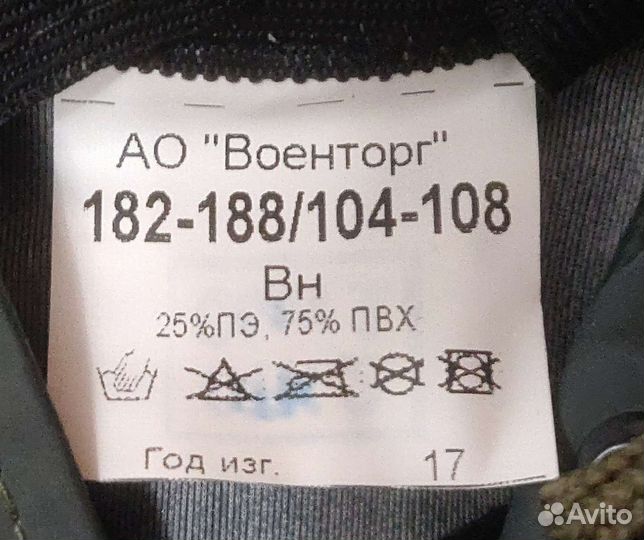 АО "Военторг"
182-188/104-108
Вн
25%ПЭ, 75% ПВХ
Год изг. 17
Avito